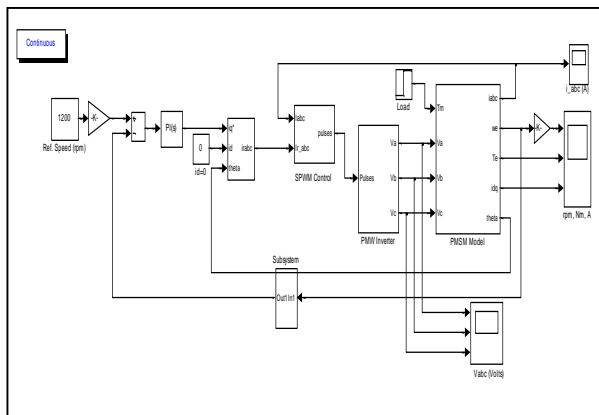 Continuous
1200
Ref. Speed (rpm)
-K-
PI(s)
0
id=0
iq*
id
theta
isabc
Iabc
Ir_abc
pulses
SPWM Control
Pulses
Va
Vb
Vc
PMW Inverter
Load
Tm
Va
Vb
Vc
iabc
we
Te
idq
theta
PMSM Model
-K-
i_abc (A)
rpm, Nm, A
Subsystem
Out1 In1
Vabc (Volts)